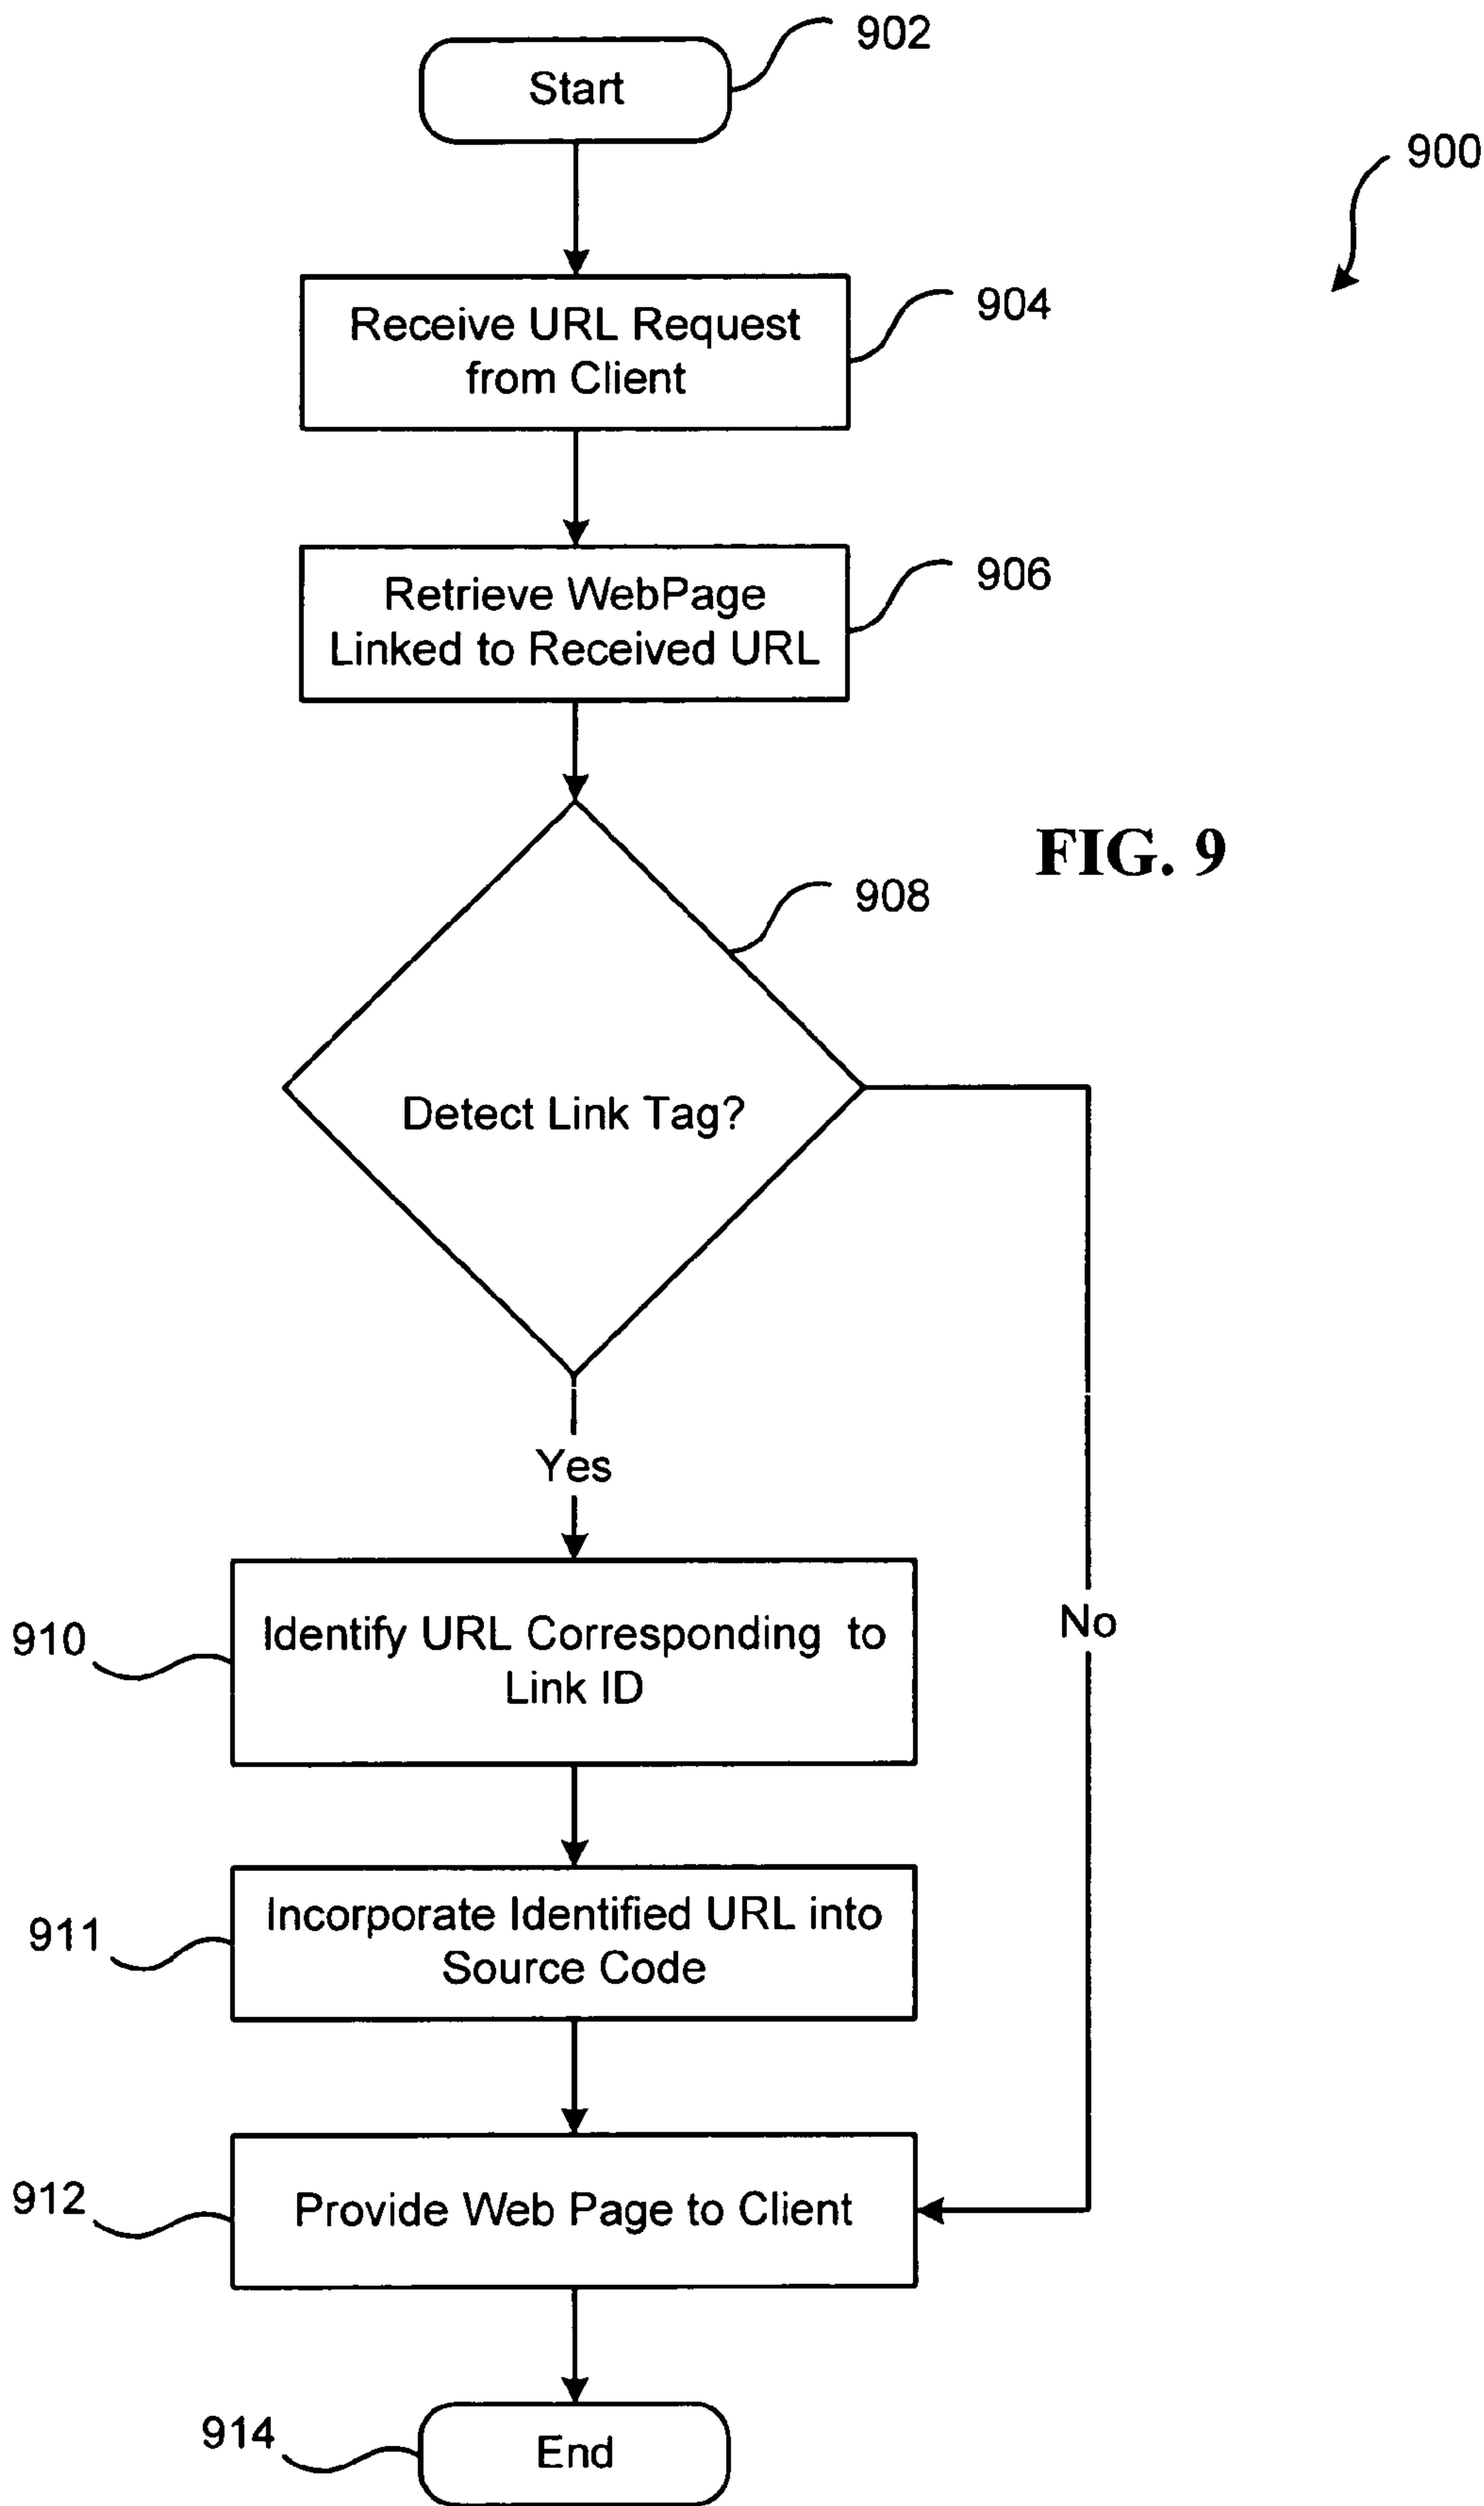 902
Start
900
904
Receive URL Request
from Client
906
Retrieve WebPage
Linked to Received URL
FIG. 9
908
Detect Link Tag?
Yes
910
Identify URL Corresponding to
Link ID
No
911
Incorporate Identified URL into
Source Code
912
Provide Web Page to Client
914
End